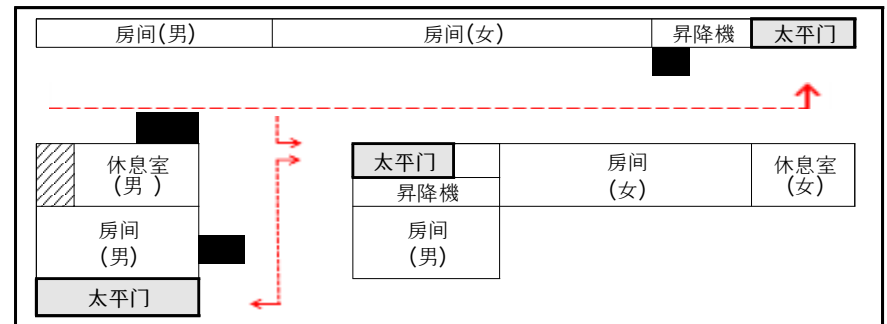 房间(男)
房间(女)
昇降機
太平门
休息室
(男 )
太平门
昇降機
房间
(女)
休息室
(女)
房间
(男)
房间
(男)
太平门